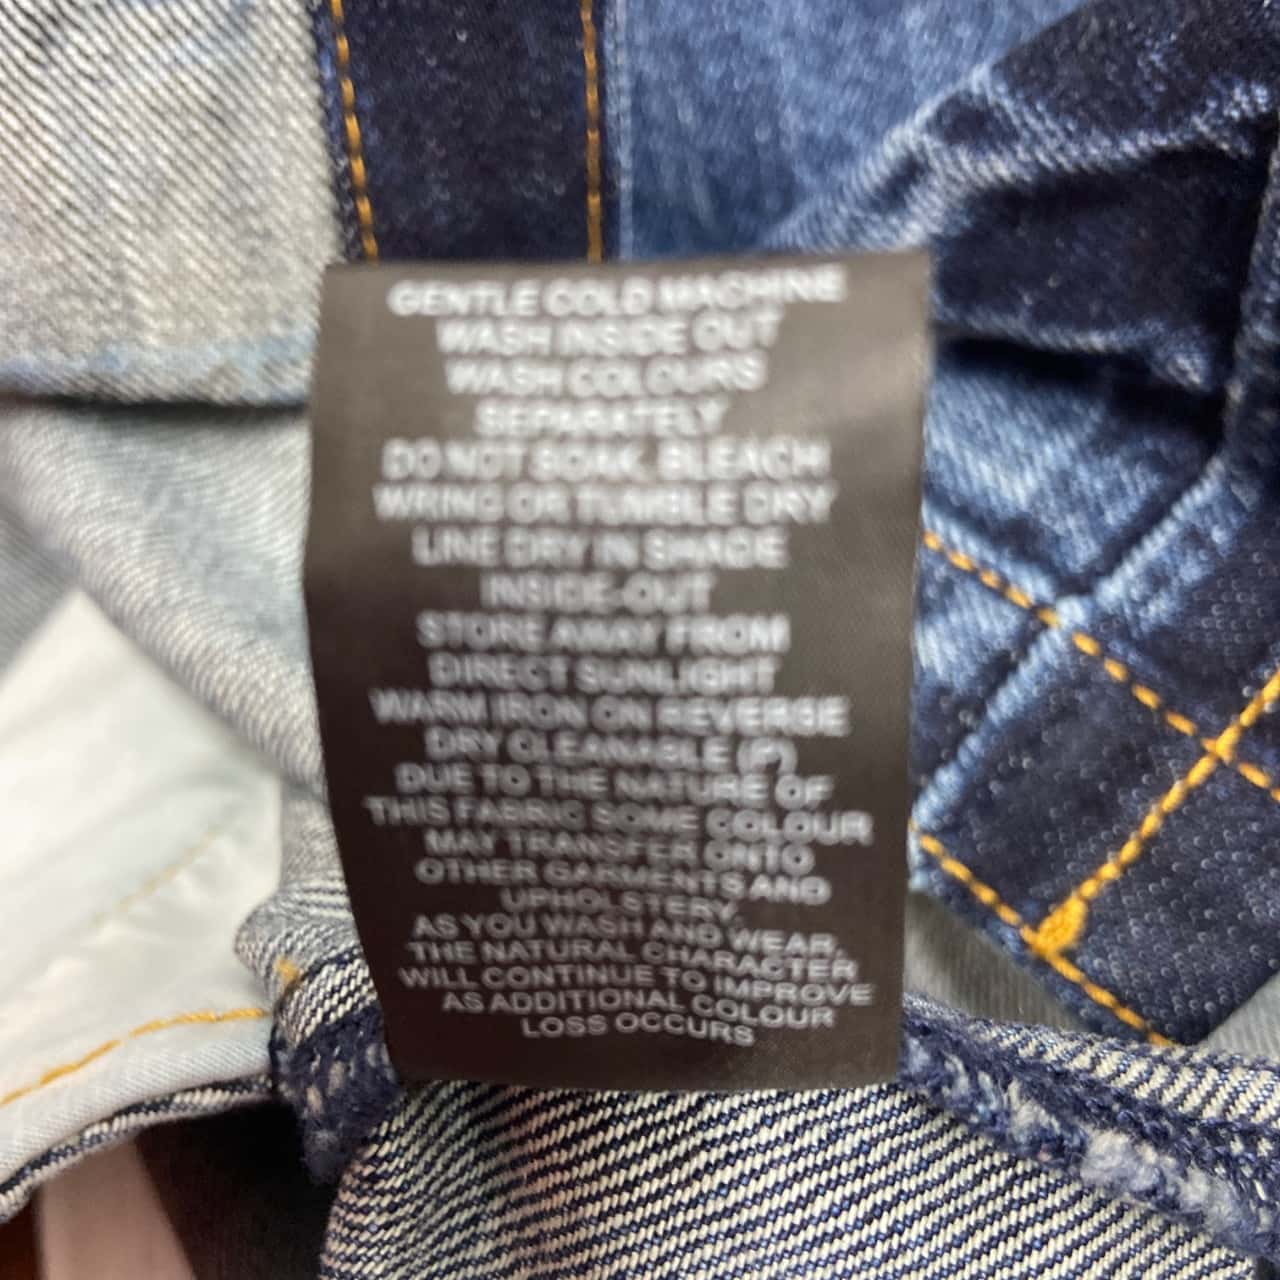 GENTLE COLD MACHINE
WASH INSIDE OUT
WASH COLOURS
SEPARATELY
DO NOT SOAK, BLEACH
WRING OR TUMBLE DRY
LINE DRY IN SHADE
INSIDE-OUT
STORE AWAY FROM
DIRECT SUNLIGHT
WARM IRON ON REVERSE
DRY CLEANABLE (P)
DUE TO THE NATURE OF
THIS FABRIC SOME COLOUR
MAY TRANSFER ONTO
OTHER GARMENTS AND
UPHOLSTERY.
AS YOU WASH AND WEAR,
THE NATURAL CHARACTER
WILL CONTINUE TO IMPROVE
AS ADDITIONAL COLOUR
LOSS OCCURS